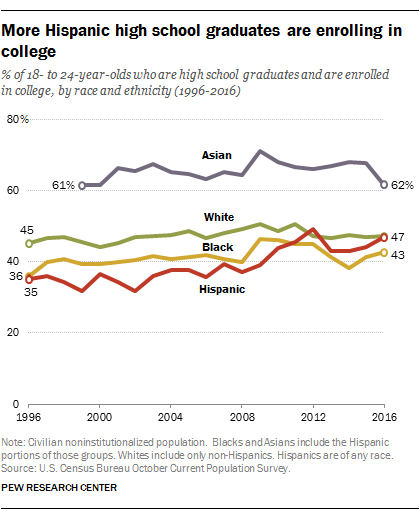 More Hispanic high school graduates are enrolling in
college
% of 18- to 24-year-olds who are high school graduates and are enrolled
in college, by race and ethnicity (1996-2016)
80%
Asian
61%
62%
60
White
45
47
Black
43
40
36
35
Hispanic
20
0
1996 2000 2004 2008 2012 2016
Note: Civilian noninstitutionalized population. Blacks and Asians include the Hispanic
portions of those groups. Whites include only non-Hispanics. Hispanics are of any race.
Source: U.S. Census Bureau October Current Population Survey.
PEW RESEARCH CENTER